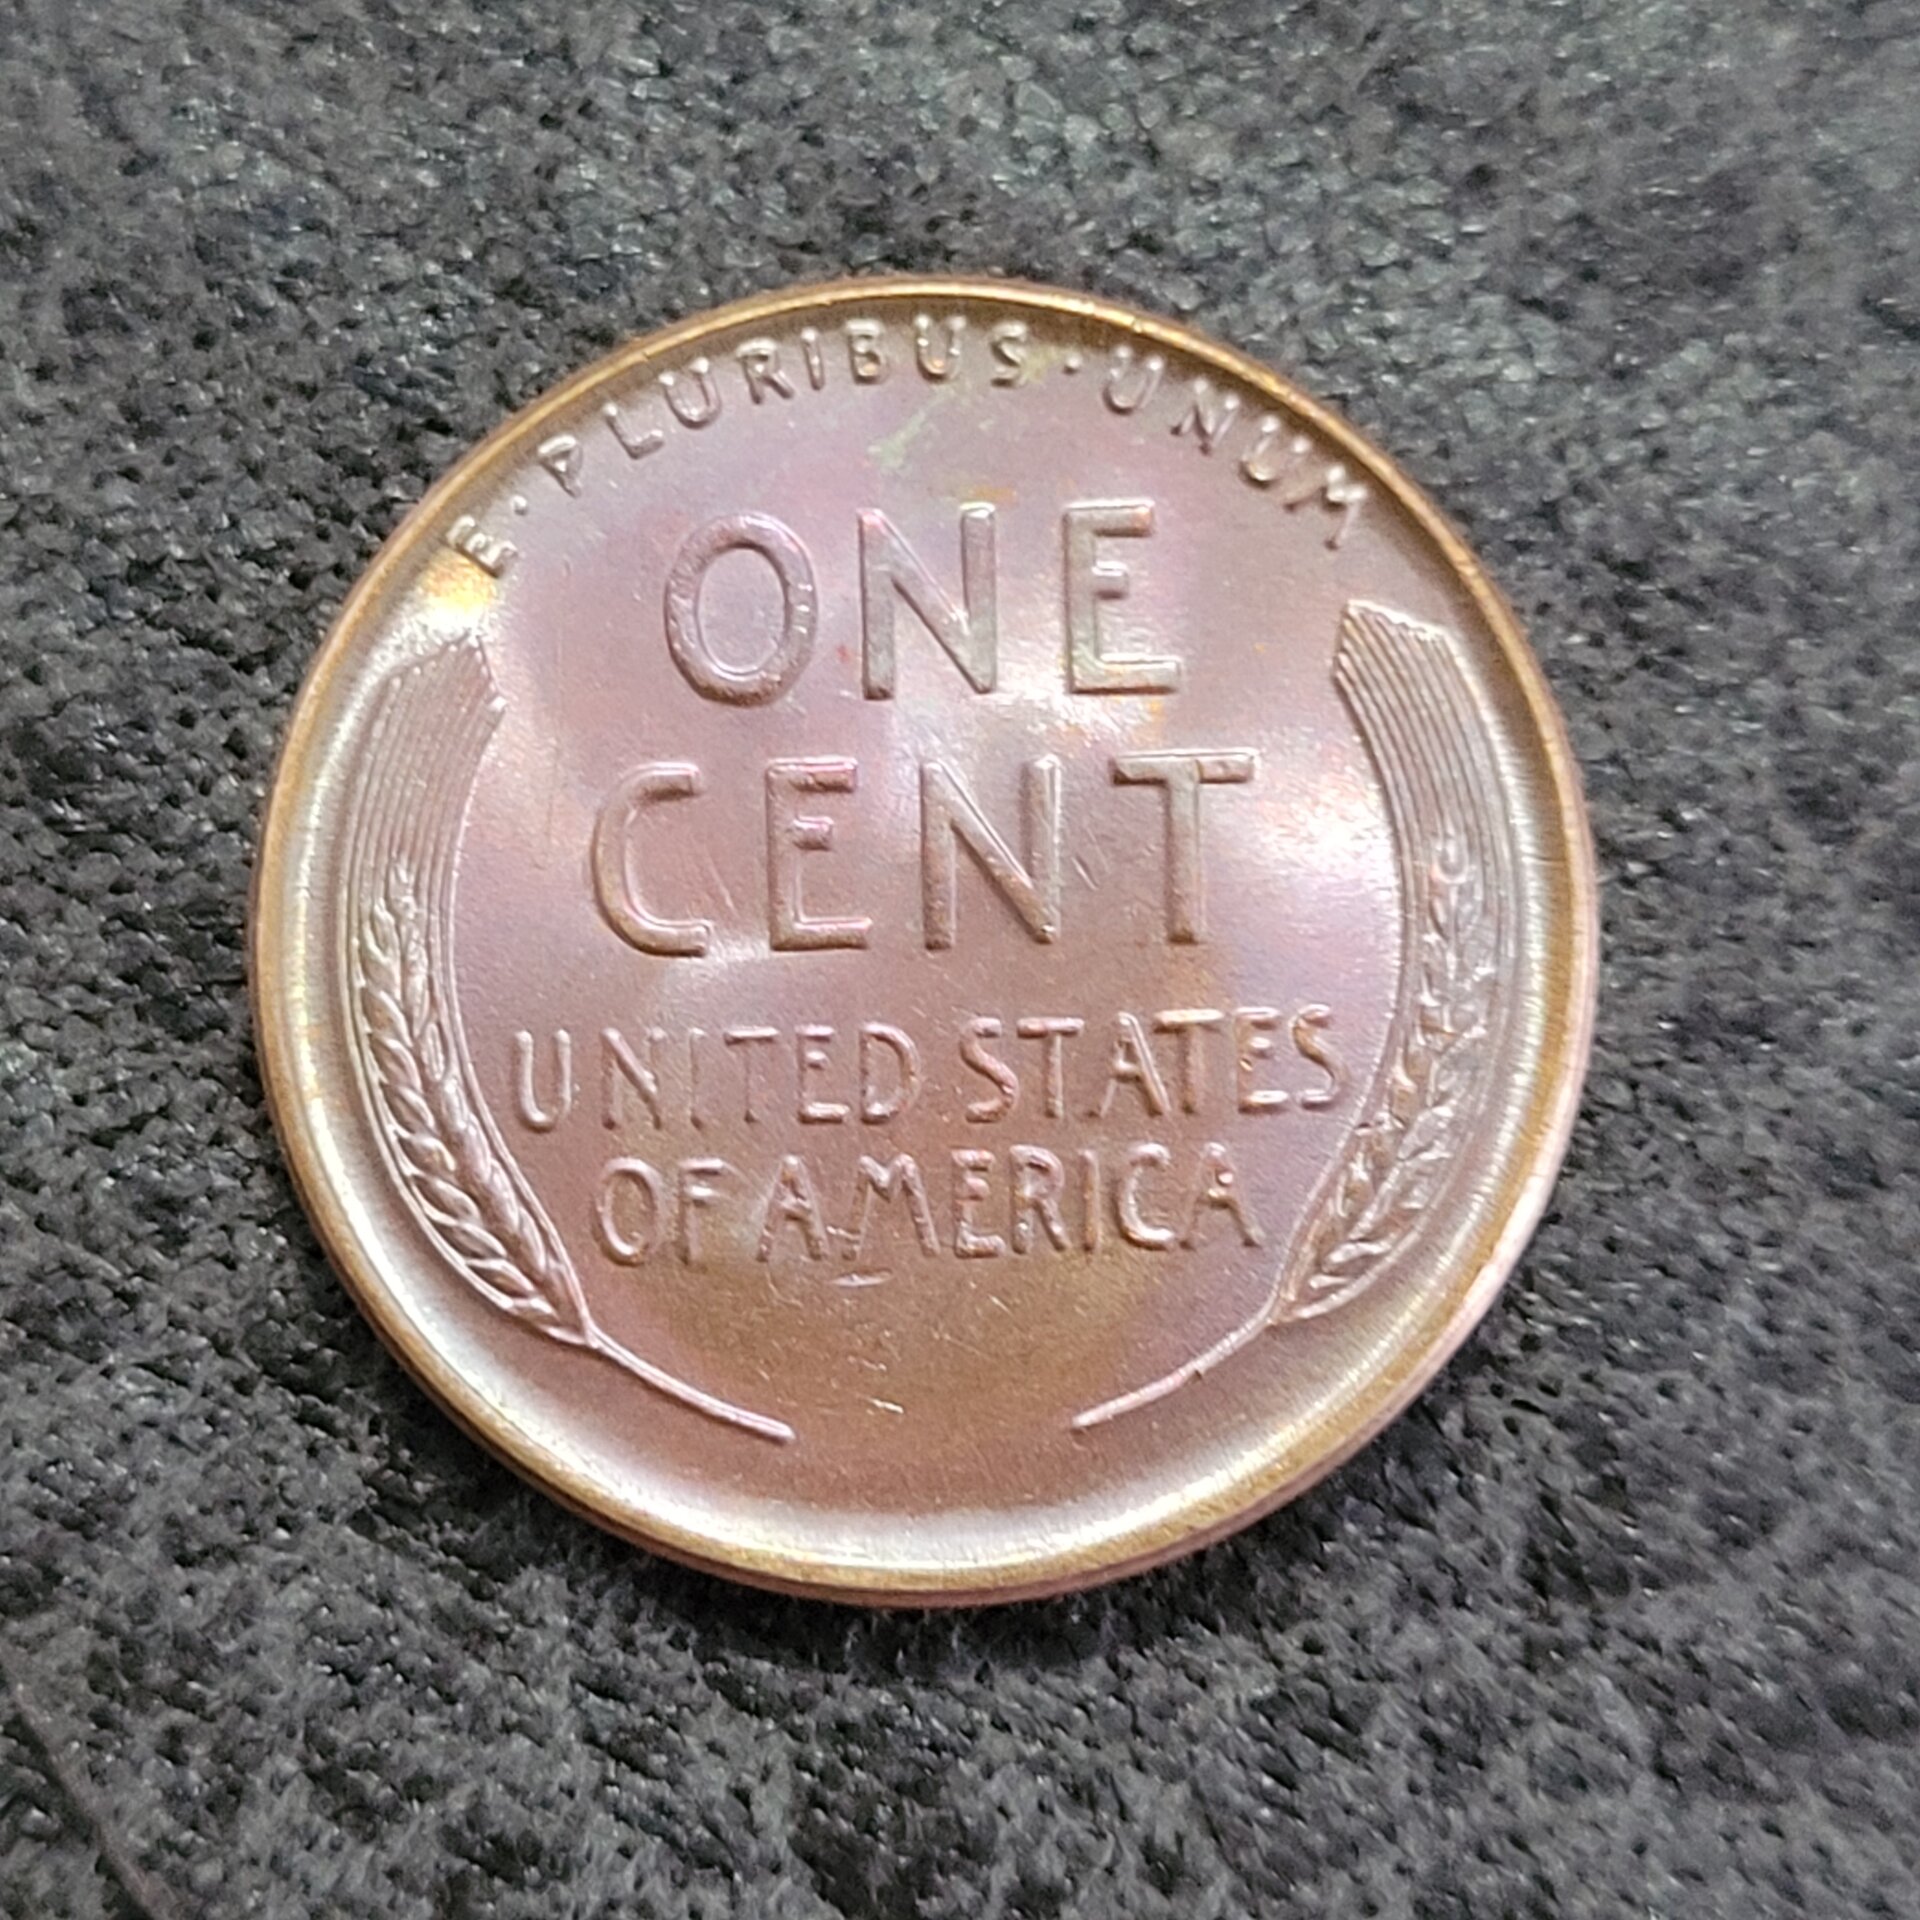 E · PLURIBUS · UNUM
ONE
CENT
UNITED STATES
OF AMERICA